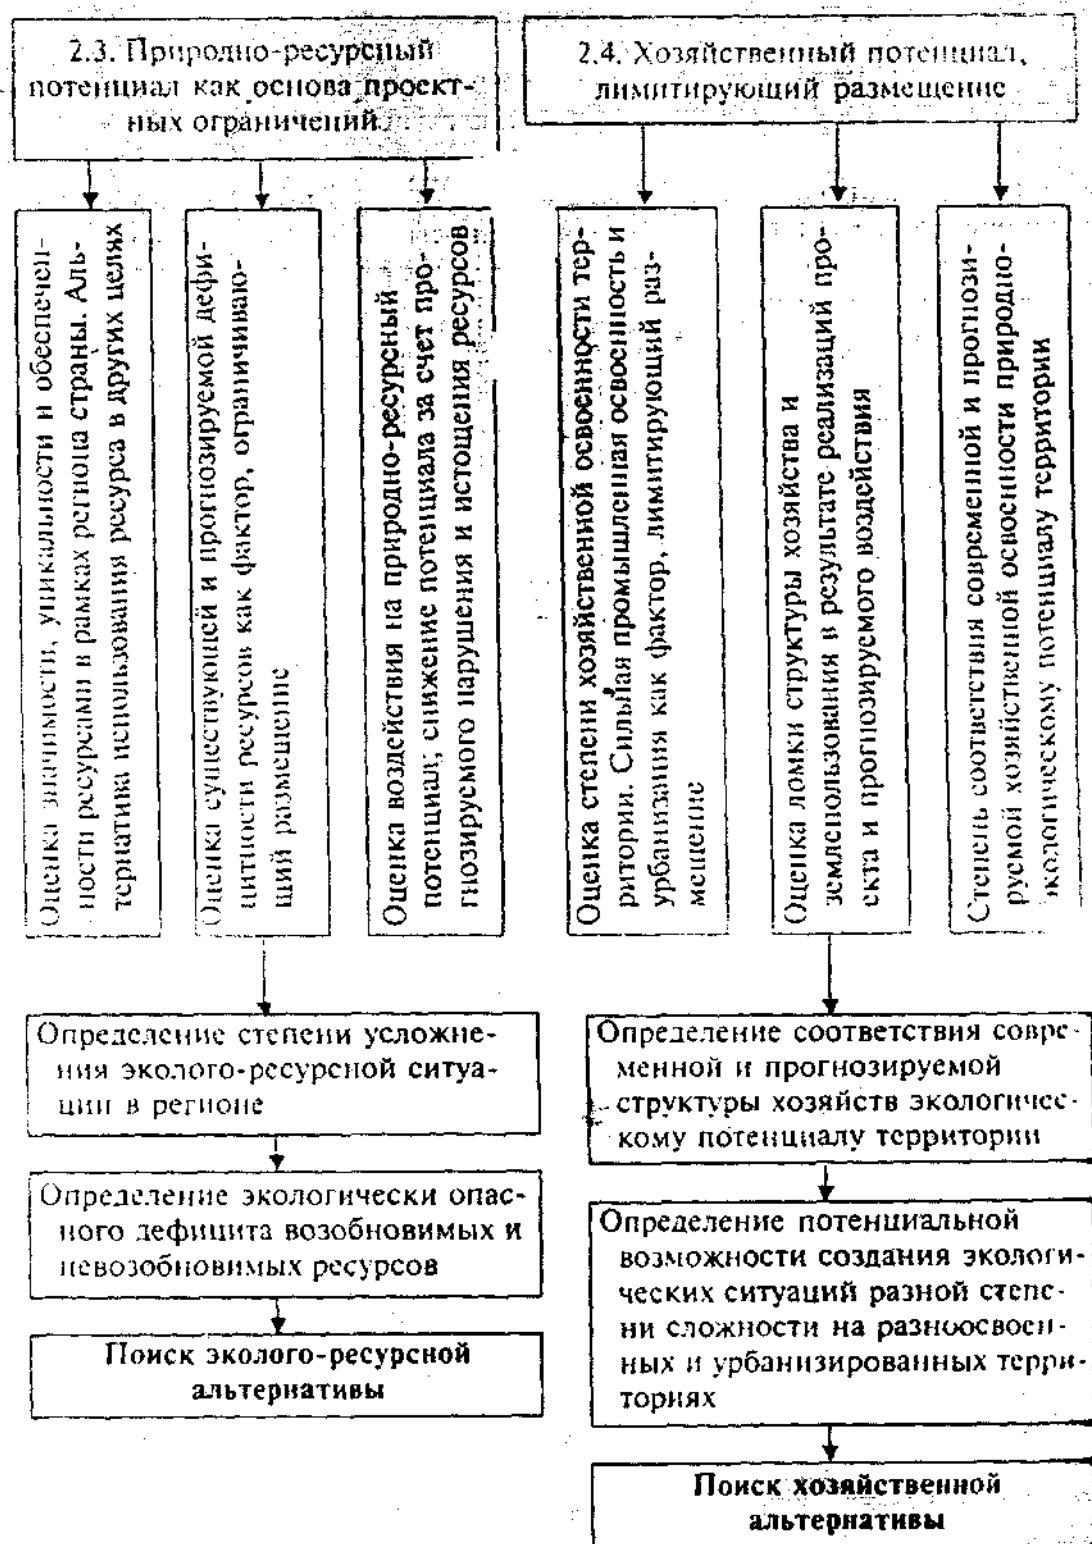 2.3. Природно-ресурсный
потенциал как основа проект-
ных ограничений
2.4. Хозяйственный потенциал,
лимитирующий размещение
Оценка значимости, уникальности и обеспечен-
ности ресурсами в рамках региона страны. Аль-
тернатива использования ресурса в других целях
Оценка существующей и прогнозируемой дефи-
цитности ресурсов как фактор, ограничиваю-
щий размещение
Оценка воздействия на природно-ресурсный
потенциал; снижение потенциала за счет про-
гнозируемого нарушения и истощения ресурсов
Оценка степени хозяйственной освоенности тер-
ритории. Сильная промышленная освоенность и
урбанизания как фактор, лимитирующий раз-
мещение
Оценка ломки структуры хозяйства и
землепользования в результате реализаций про-
екта и прогнозируемого воздействия
Степень соответствия современной и прогнози-
руемой хозяйственной освоенности природно-
экологическому потенциалу территории
Определение степени усложне-
ния эколого-ресурсной ситуа-
ции в регионе
Определение экологически опас-
ного дефицита возобновимых и
невозобновимых ресурсов
Поиск эколого-ресурсной
альтернативы
Определение соответствия совре-
менной и прогнозируемой
структуры хозяйств экологичес-
кому потенциалу территории
Определение потенциальной
возможности создания экологи-
ческих ситуаций разной степе-
ни сложности на разноосвоен-
ных и урбанизированных терри-
ториях
Поиск хозяйственной
альтернативы